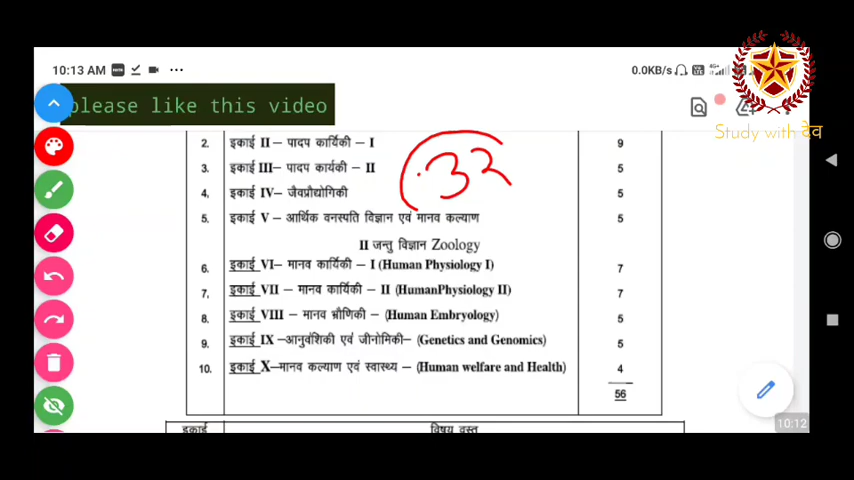 10:13 AM
0.0KB/s 4G+
please like this video
Study with देव
2. इकाई II – पादप कार्यिकी – I 9
3. इकाई III – पादप कार्यकी – II 5
4, इकाई IV– जैवप्रौद्योगिकी 5
5. इकाई V – आर्थिक वनस्पति विज्ञान एवं मानव कल्याण 5
II जन्तु विज्ञान Zoology
6. इकाई VI– मानव कार्यिकी – I (Human Physiology I) 7
7, इकाई VII – मानव कार्यिकी – II (HumanPhysiology II) 7
8, इकाई VIII – मानव भ्रौणिकी – (Human Embryology) 5
9. इकाई IX –आनुवंशिकी एवं जीनोमिकी– (Genetics and Genomics) 5
10. इकाई X–मानव कल्याण एवं स्वास्थ्य – (Human welfare and Health) 4
56
इकाई विषय वस्तु
10:12